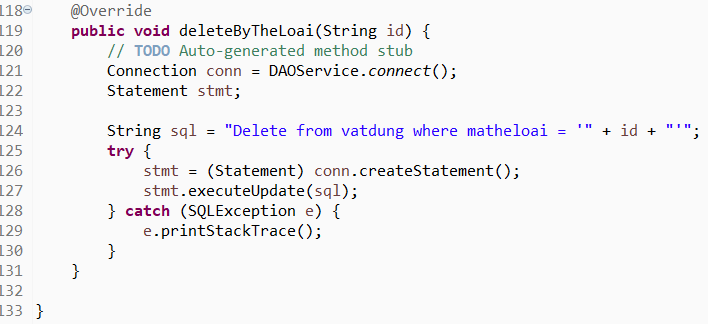 118 @Override
119 public void deleteByTheLoai(String id) {
120 // TODO Auto-generated method stub
121 Connection conn = DAOService.connect();
122 Statement stmt;
123
124 String sql = "Delete from vatdung where matheloai = '" + id + "'";
125 try {
126 stmt = (Statement) conn.createStatement();
127 stmt.executeUpdate(sql);
128 } catch (SQLException e) {
129 e.printStackTrace();
130 }
131 }
132
133 }